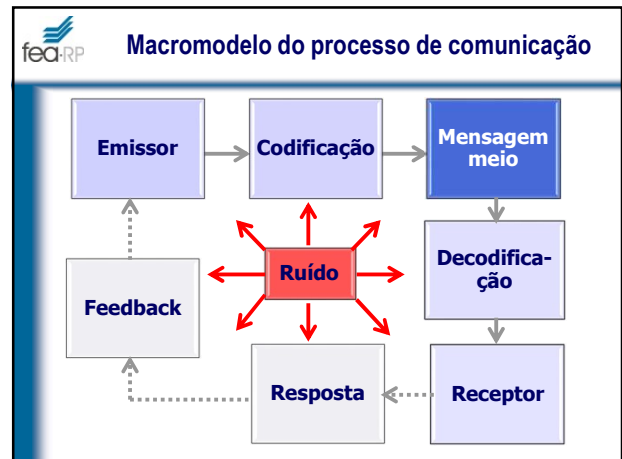 fea-RP
Macromodelo do processo de comunicação
Emissor
Codificação
Mensagem
meio
Ruído
Decodifica-
ção
Feedback
Resposta
Receptor